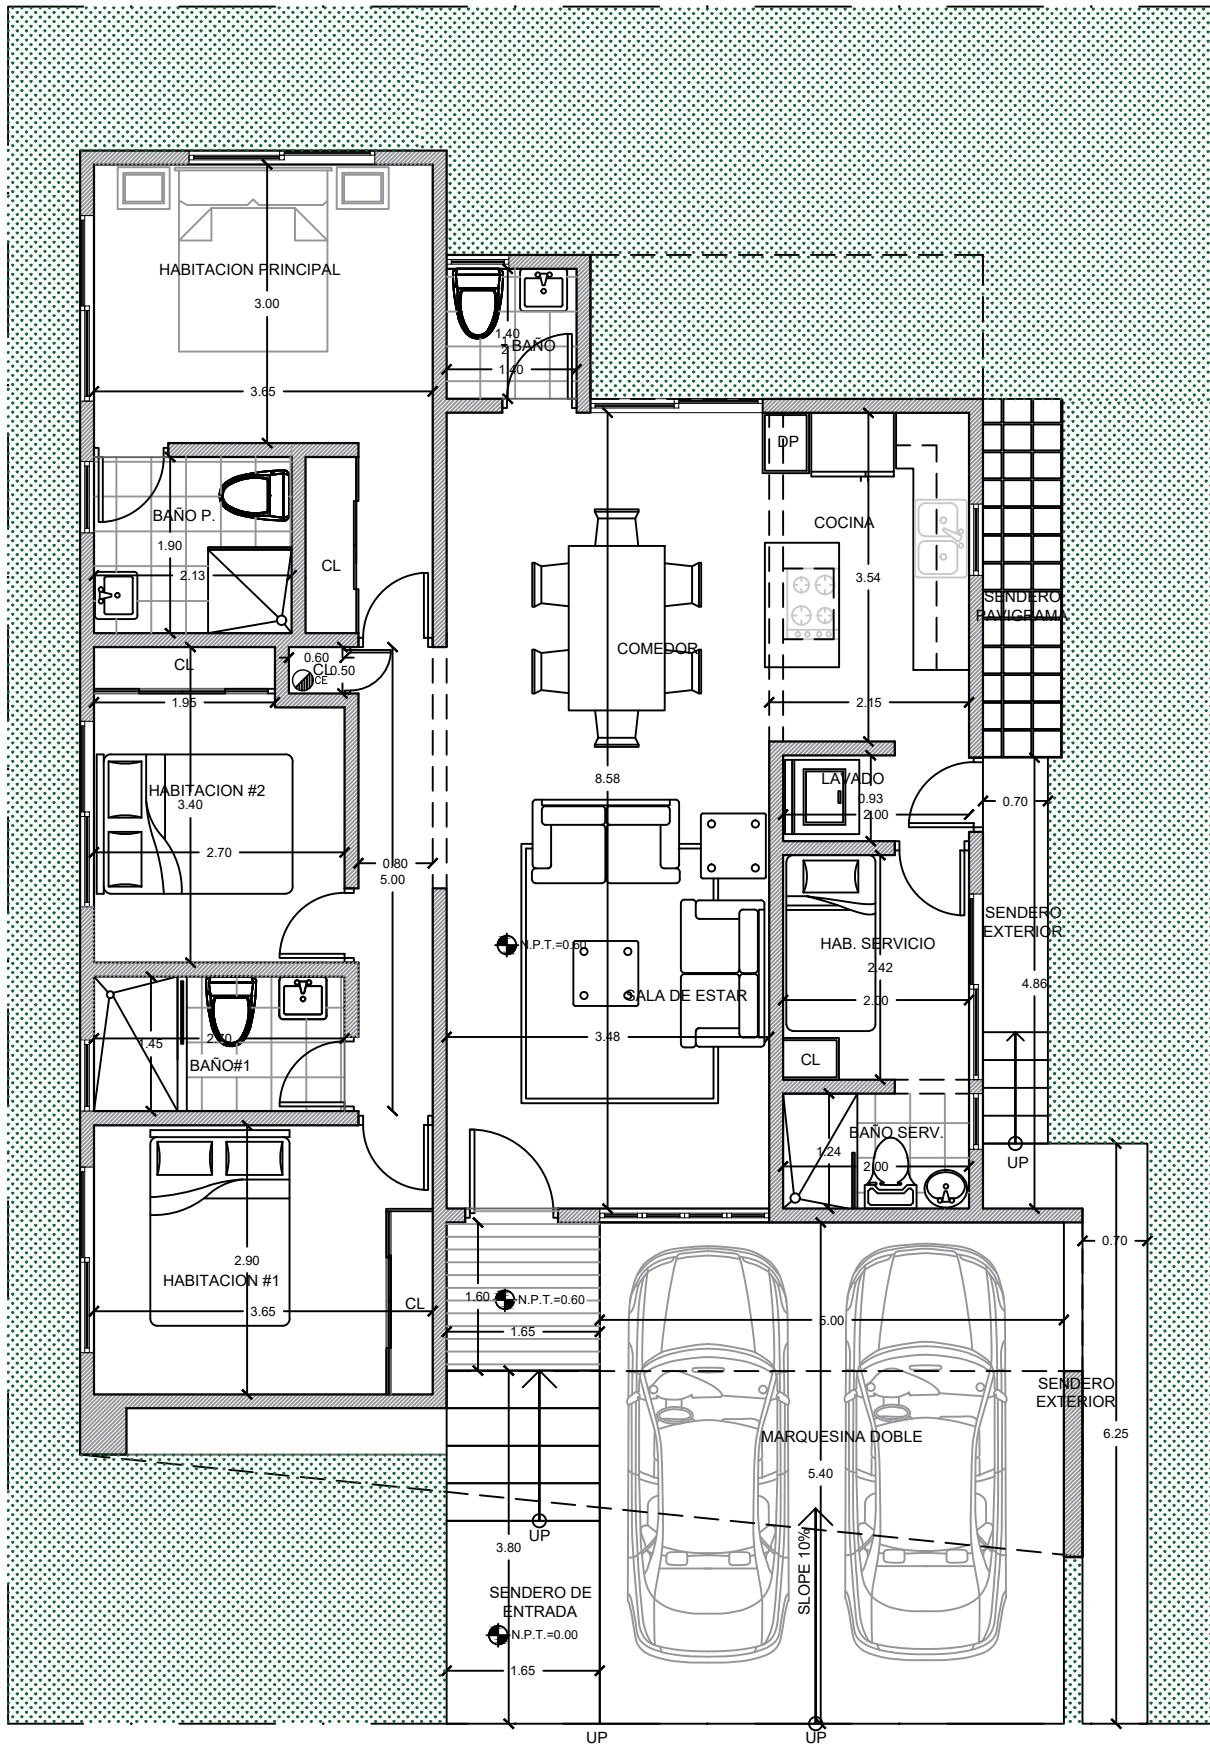 HABITACION PRINCIPAL
3.00
3.65
1.40
2
BAÑO
1.40
DP
COCINA
3.54
BAÑO P.
1.90
2.13
CL
SENDERO
PAVIGRAMA
COMEDOR
CL
0.60
CL
0.50
CE
1.95
2.15
8.58
HABITACION #2
3.40
2.70
LAVADO
0.93
2.00
0.70
0.80
5.00
N.P.T.=0.60
SALA DE ESTAR
3.48
HAB. SERVICIO
2.42
2.00
CL
SENDERO
EXTERIOR
4.86
1.45
2.70
BAÑO#1
BAÑO SERV.
1.24
2.00
UP
2.90
HABITACION #1
3.65
CL
1.60
N.P.T.=0.60
1.65
5.00
0.70
SENDERO
EXTERIOR
6.25
MARQUESINA DOBLE
5.40
SLOPE 10%
UP
3.80
SENDERO DE
ENTRADA
N.P.T.=0.00
1.65
UP
UP